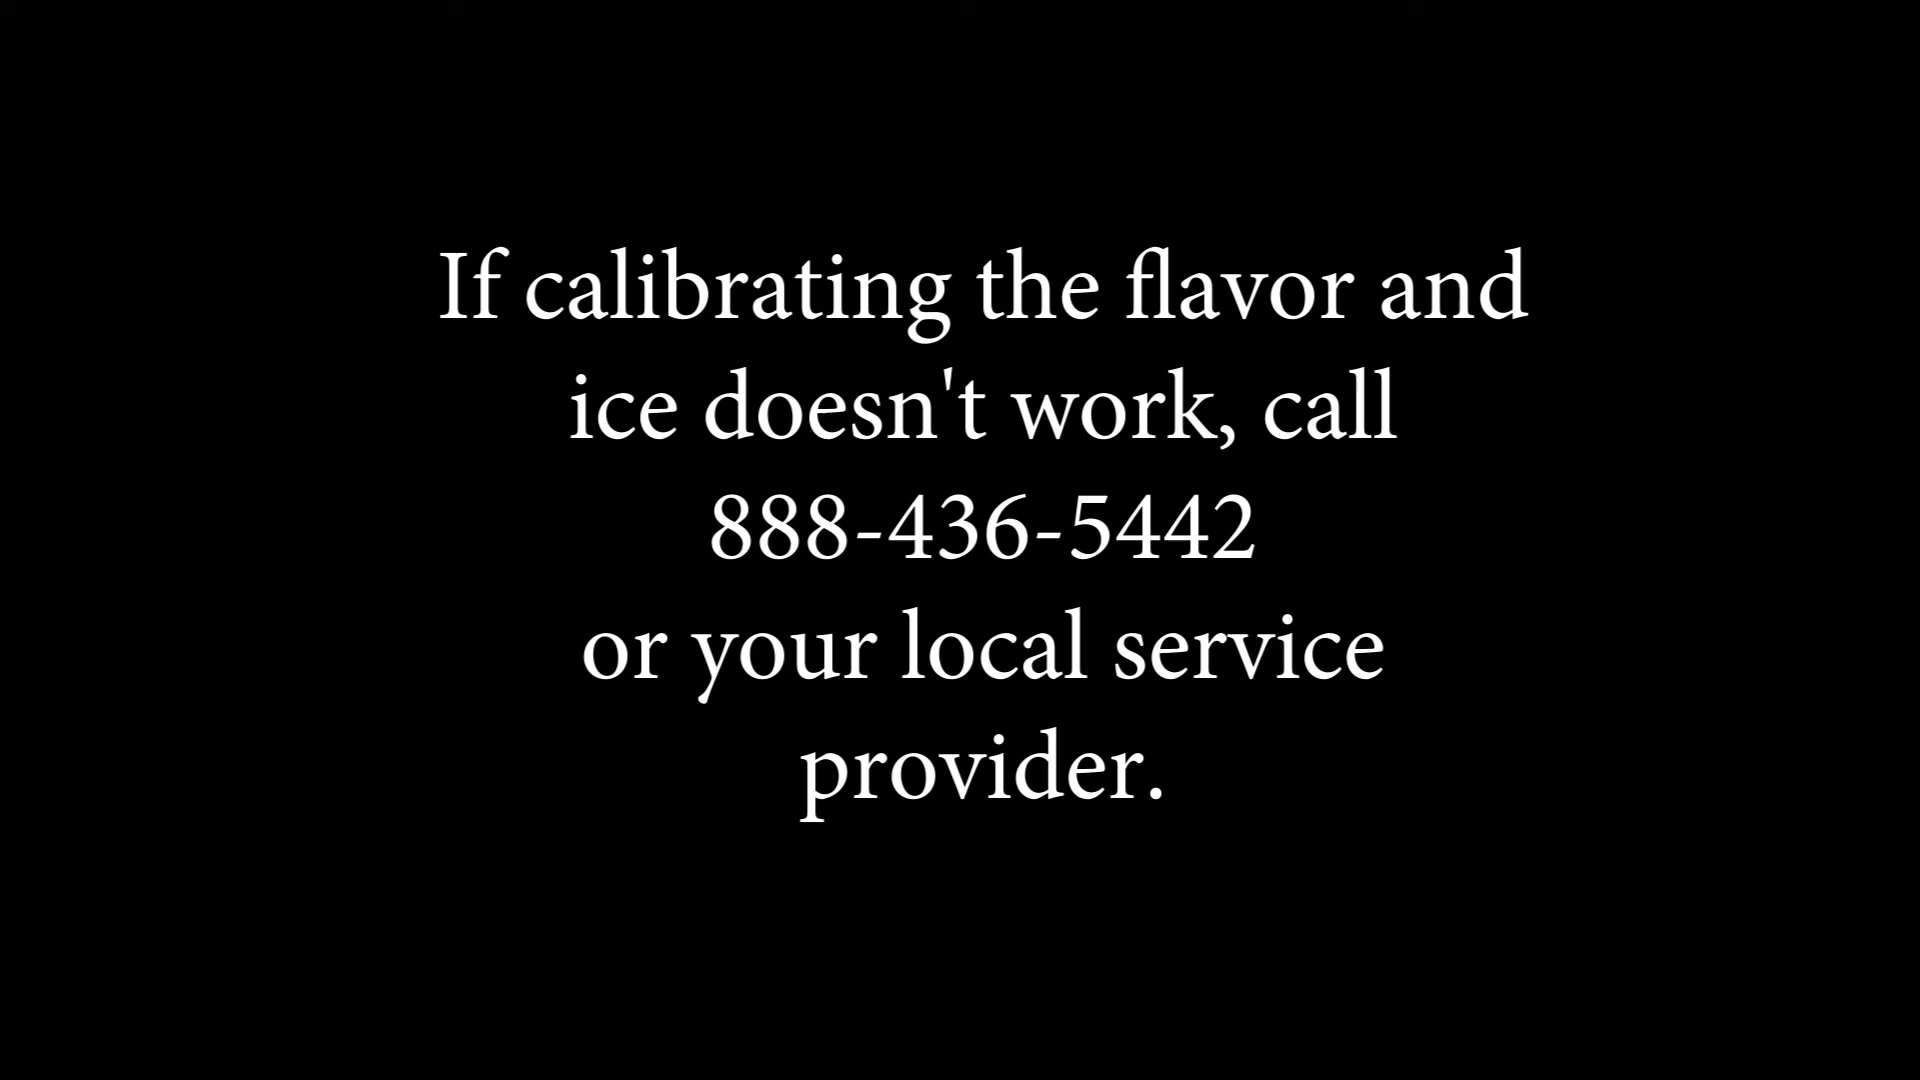 If calibrating the flavor and
ice doesn't work, call
888-436-5442
or your local service
provider.